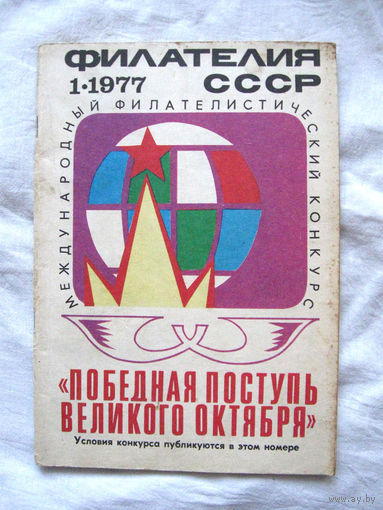 ФИЛАТЕЛИЯ
1·1977 СССР
МЕЖДУНАРОДНЫЙ ФИЛАТЕЛИСТИЧЕСКИЙ КОНКУРС
«ПОБЕДНАЯ ПОСТУПЬ
ВЕЛИКОГО ОКТЯБРЯ»
Условия конкурса публикуются в этом номере
www.ay.by